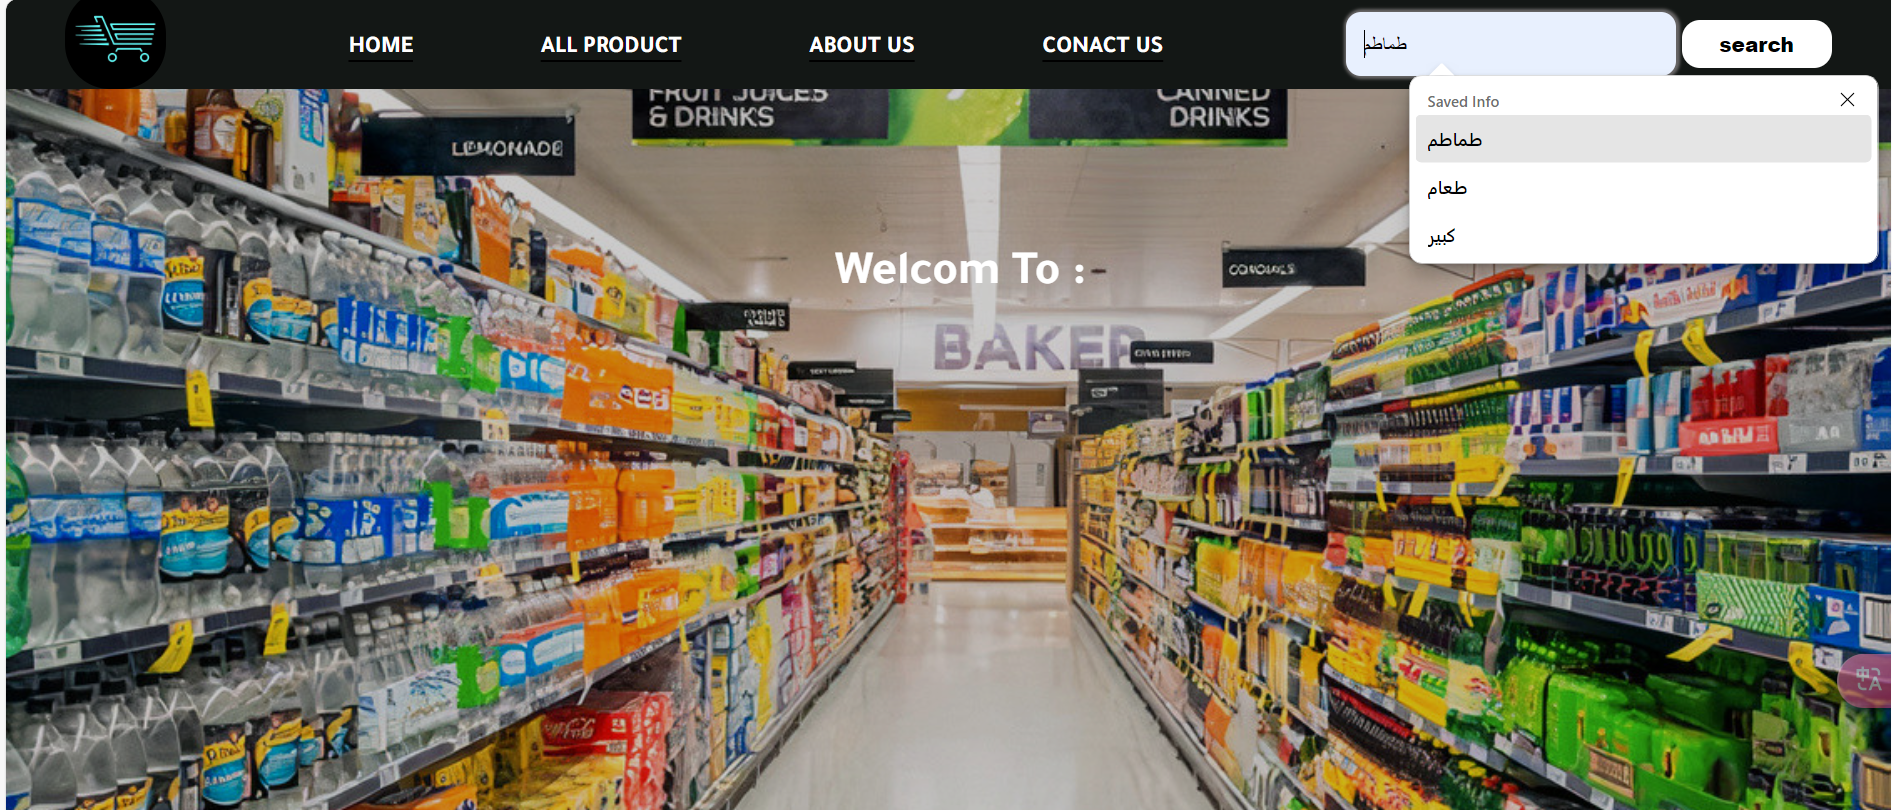 HOME
ALL PRODUCT
ABOUT US
CONACT US
طماطم
search
Saved Info
طماطم
طعام
كبير
FRUIT JUICES
& DRINKS
CANNED
DRINKS
LEMONADE
Welcom To :
BAKER